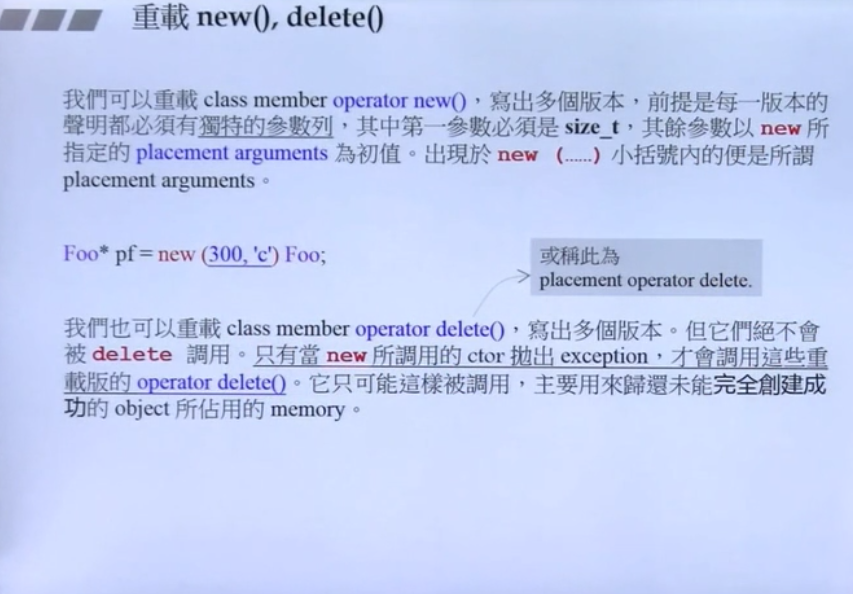 重載 new(), delete()
我們可以重載 class member operator new()，寫出多個版本，前提是每一版本的
聲明都必須有獨特的參數列，其中第一參數必須是 size_t，其餘參數以 new 所
指定的 placement arguments 為初值。出現於 new (......) 小括號內的便是所謂
placement arguments。
Foo* pf = new (300, 'c') Foo;
或稱此為
placement operator delete.
我們也可以重載 class member operator delete()，寫出多個版本。但它們絕不會
被 delete 調用。只有當 new 所調用的 ctor 拋出 exception，才會調用這些重
載版的 operator delete()。它只可能這樣被調用，主要用來歸還未能完全創建成
功的 object 所佔用的 memory。